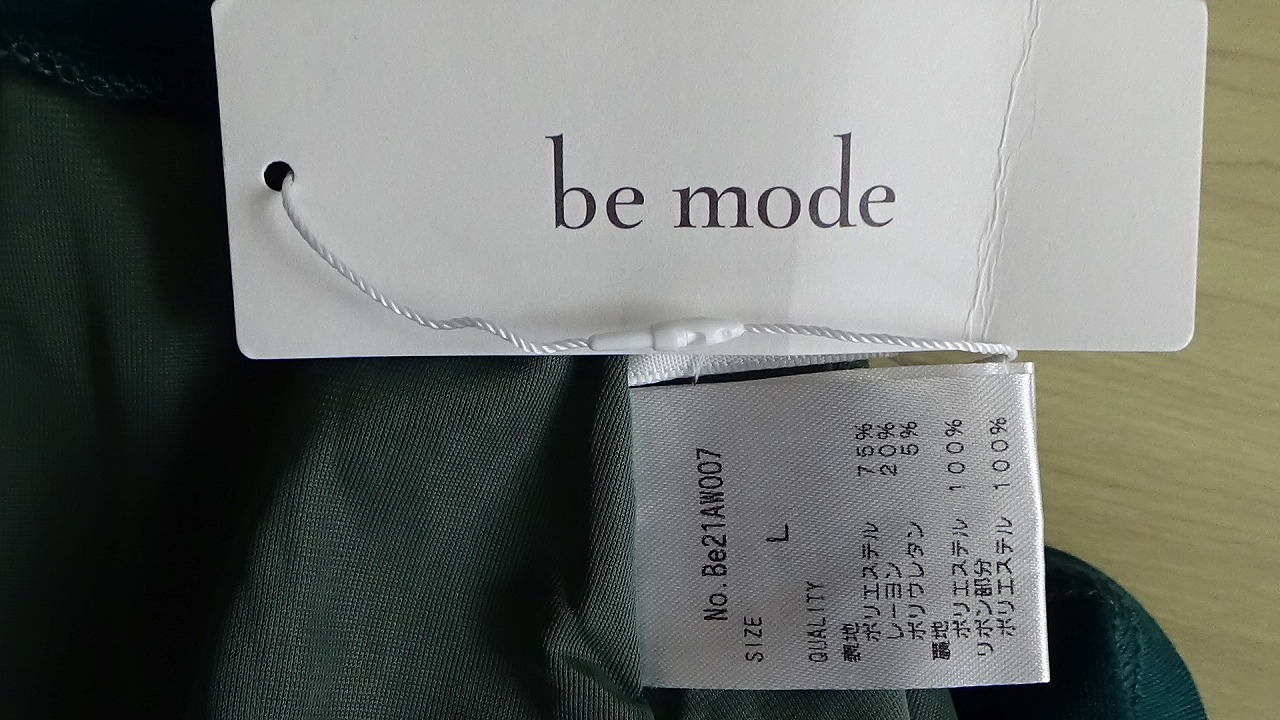 be mode
No.Be21AW007
SIZE
L
QUALITY
表地
ポリエステル 75%
レーヨン 20%
ポリウレタン 5%
裏地
ポリエステル 100%
リボン部分
ポリエステル 100%